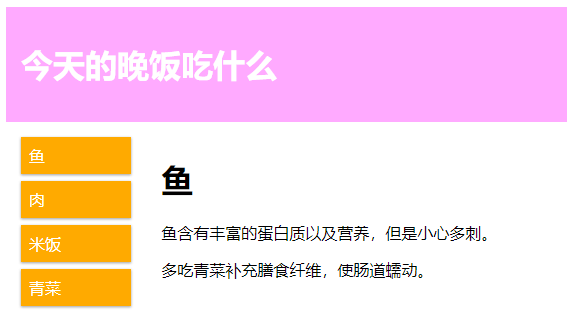 今天的晚饭吃什么
鱼
肉
米饭
青菜
鱼
鱼含有丰富的蛋白质以及营养，但是小心多刺。
多吃青菜补充膳食纤维，使肠道蠕动。